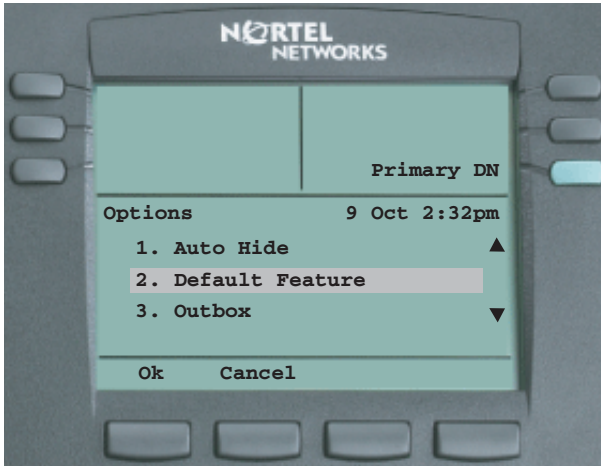 NORTEL
NETWORKS
Primary DN
Options 9 Oct 2:32pm
1. Auto Hide
2. Default Feature
3. Outbox
Ok Cancel